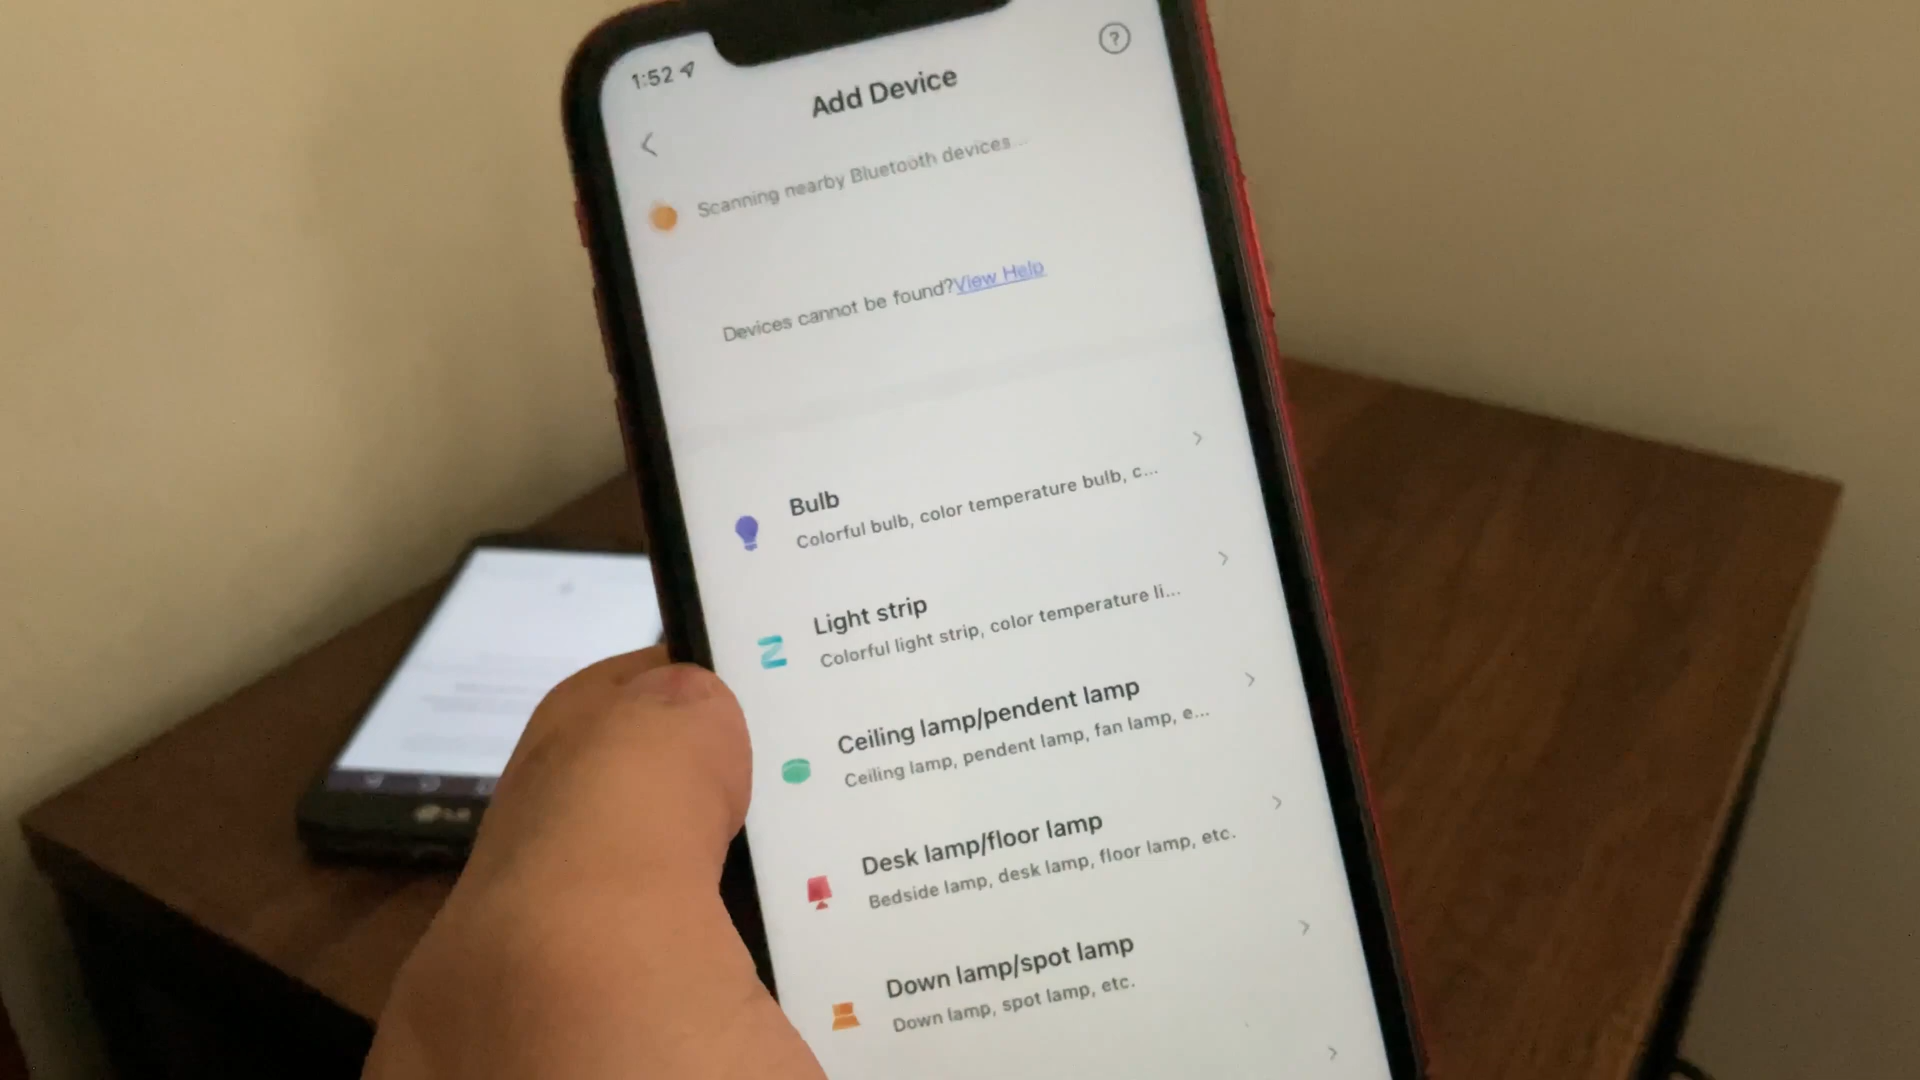 1:52
Add Device
Scanning nearby Bluetooth devices...
Devices cannot be found?View Help
Bulb
Colorful bulb, color temperature bulb, c...
Light strip
Colorful light strip, color temperature li...
Ceiling lamp/pendent lamp
Ceiling lamp, pendent lamp, fan lamp, e...
Desk lamp/floor lamp
Bedside lamp, desk lamp, floor lamp, etc.
Down lamp/spot lamp
Down lamp, spot lamp, etc.
LG